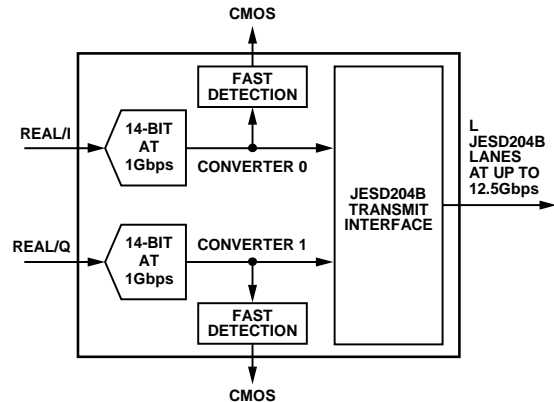 CMOS
FAST
DETECTION
REAL/I
14-BIT
AT
1Gbps
CONVERTER 0
JESD204B
TRANSMIT
INTERFACE
L
JESD204B
LANES
AT UP TO
12.5Gbps
REAL/Q
14-BIT
AT
1Gbps
CONVERTER 1
FAST
DETECTION
CMOS